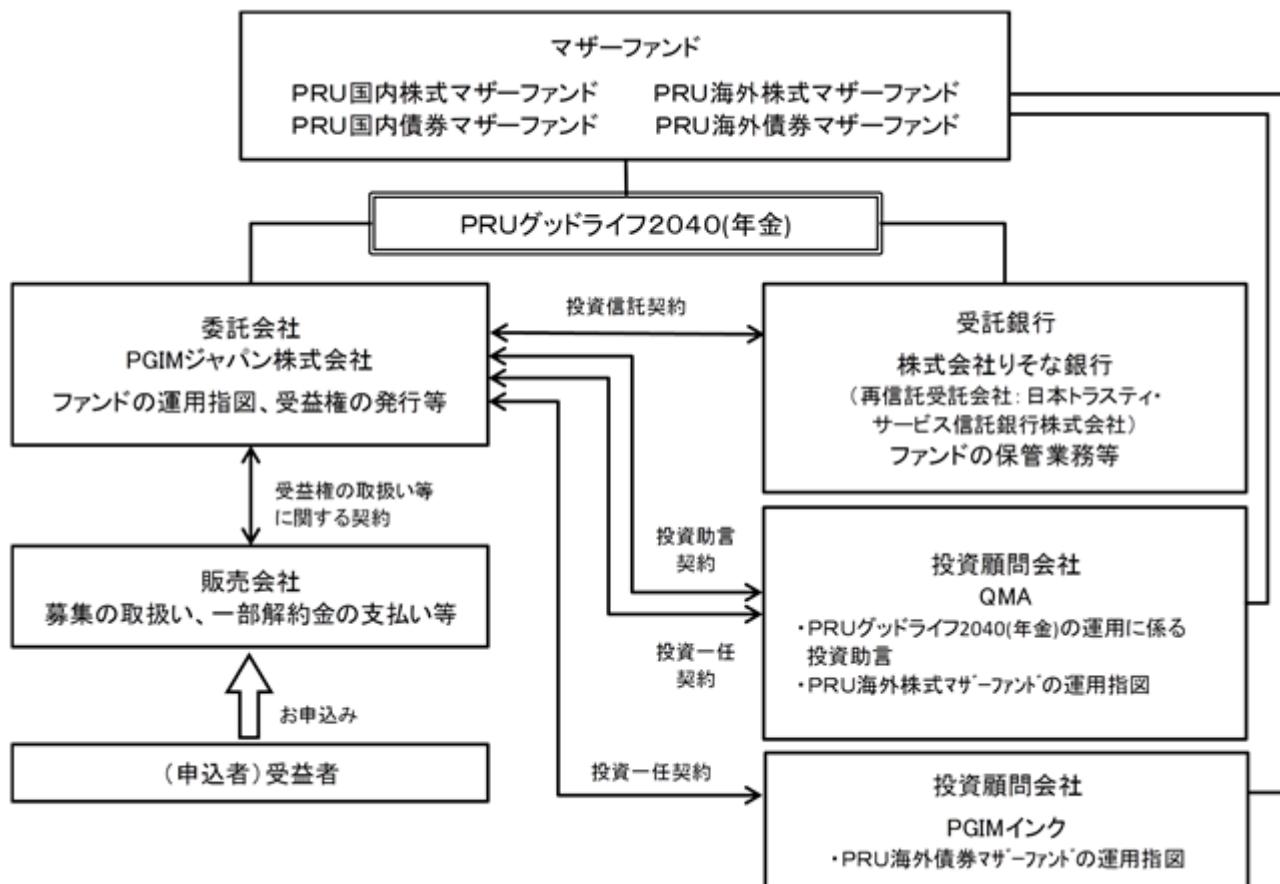 マザーファンド
PRU国内株式マザーファンド PRU海外株式マザーファンド
PRU国内債券マザーファンド PRU海外債券マザーファンド
PRUグッドライフ2040(年金)
委託会社
PGIMジャパン株式会社
ファンドの運用指図、受益権の発行等
投資信託契約
受託銀行
株式会社りそな銀行
(再信託受託会社:日本トラスティ・
サービス信託銀行株式会社)
ファンドの保管業務等
受益権の取扱い等
に関する契約
販売会社
募集の取扱い、一部解約金の支払い等
お申込み
(申込者)受益者
投資助言
契約
投資一任
契約
投資顧問会社
QMA
・PRUグッドライフ2040(年金)の運用に係る
投資助言
・PRU海外株式マザーファンドの運用指図
投資一任契約
投資顧問会社
PGIMインク
・PRU海外債券マザーファンドの運用指図